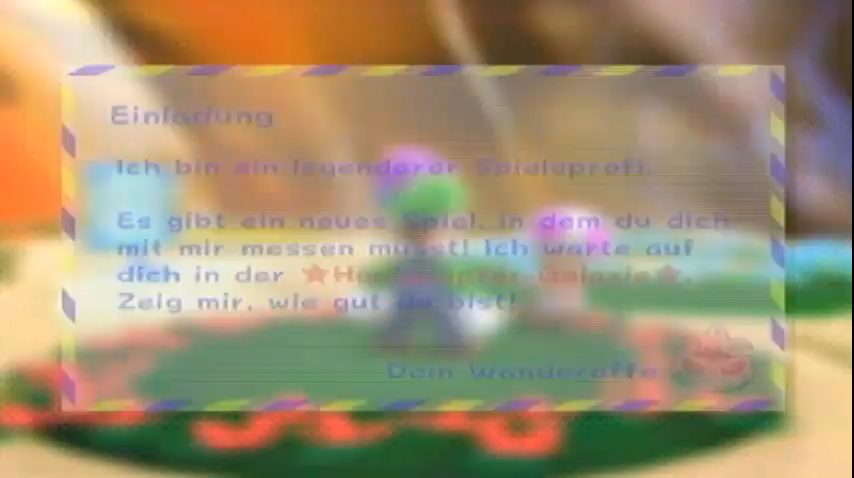 Einladung
Ich bin ein legendärer Spieleprofi.
Es gibt ein neues Spiel, in dem du dich
mit mir messen musst! Ich warte auf
dich in der Galaxie
Zeig mir, wie gut du bist!
Dein Wanderaffe